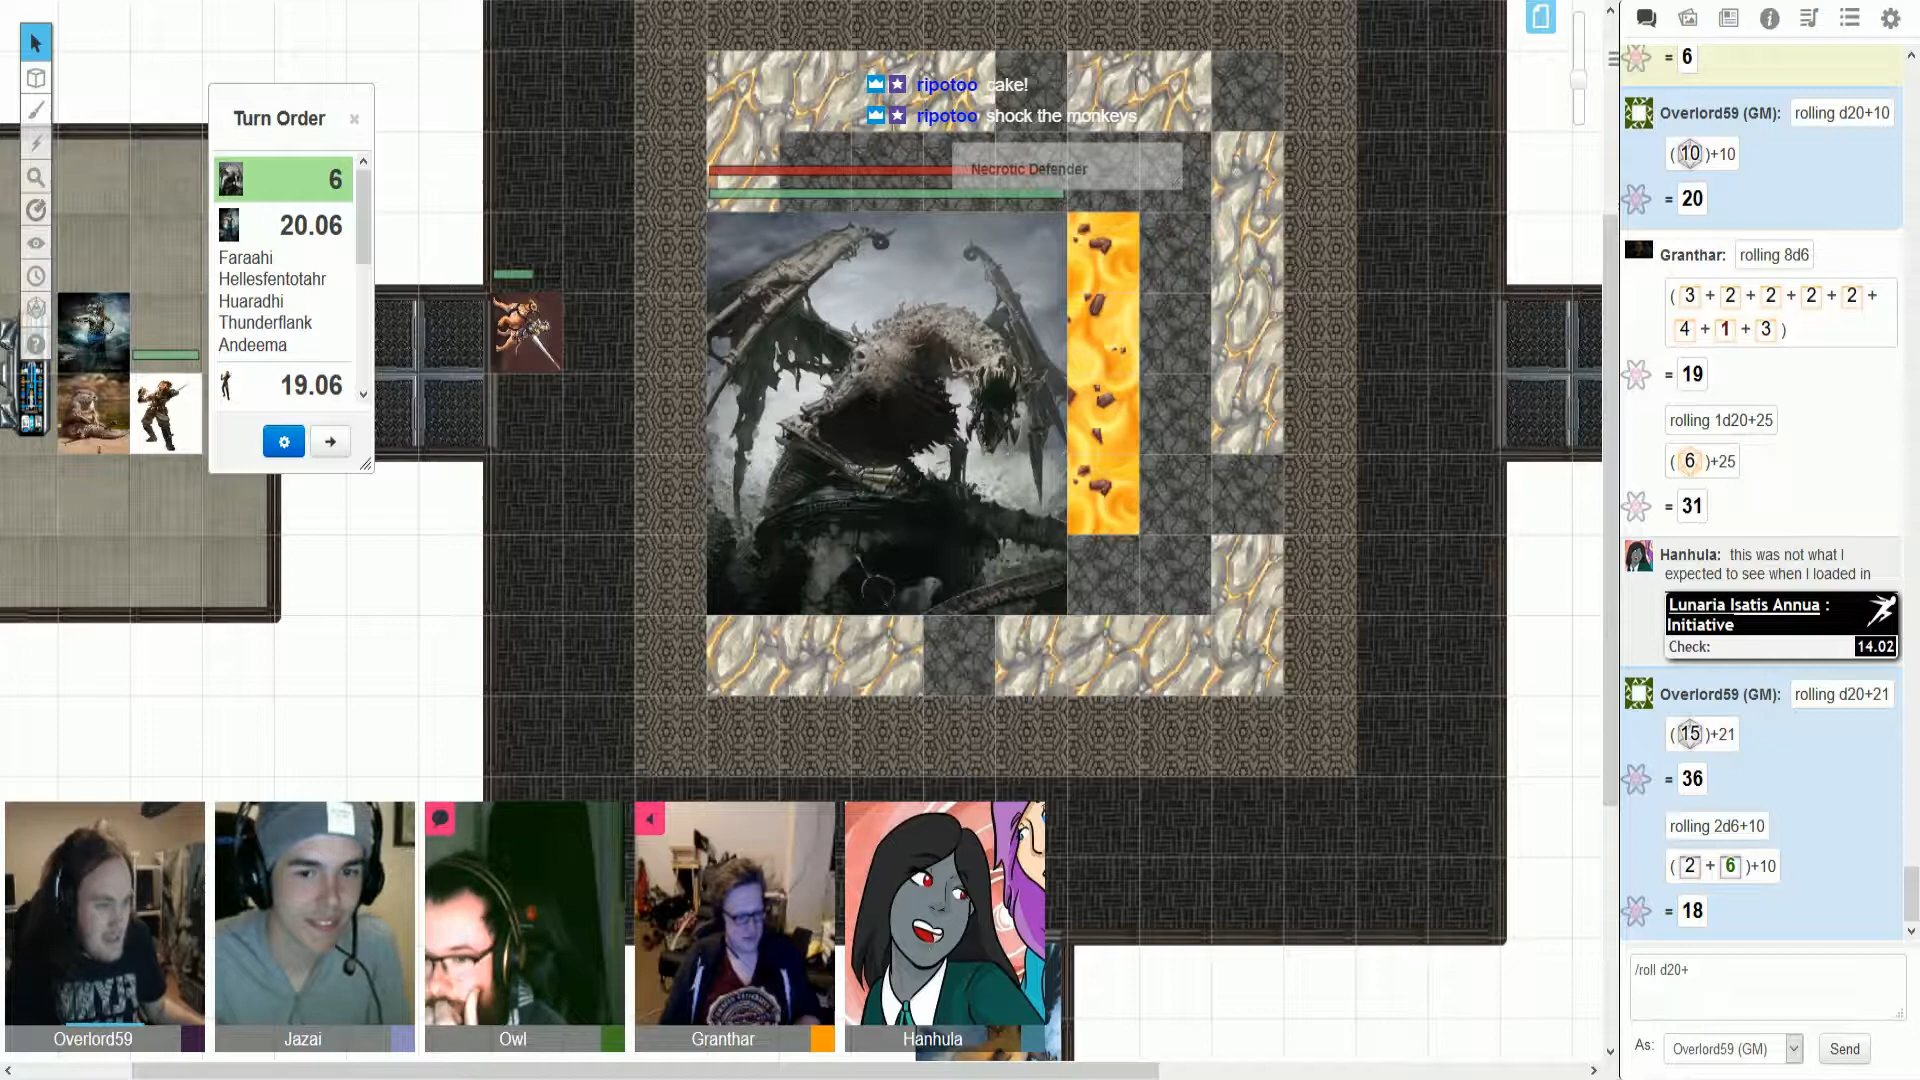 Turn Order ×
6
20.06
Faraahi
Hellesfentotahr
Huaradhi
Thunderflank
Andeema
19.06
ripotoo cake!
ripotoo shock the monkeys
Necrotic Defender
= 6
Overlord59 (GM): rolling d20+10
(10)+10
= 20
Granthar: rolling 8d6
(3 + 2 + 2 + 2 + 2 +
4 + 1 + 3)
= 19
rolling 1d20+25
(6)+25
= 31
Hanhula: this was not what I
expected to see when I loaded in
Lunaria Isatis Annua :
Initiative
Check: 14.02
Overlord59 (GM): rolling d20+21
(15)+21
= 36
rolling 2d6+10
(2 + 6)+10
= 18
/roll d20+
As: Overlord59 (GM) Send
Overlord59
Jazai
Owl
Granthar
Hanhula